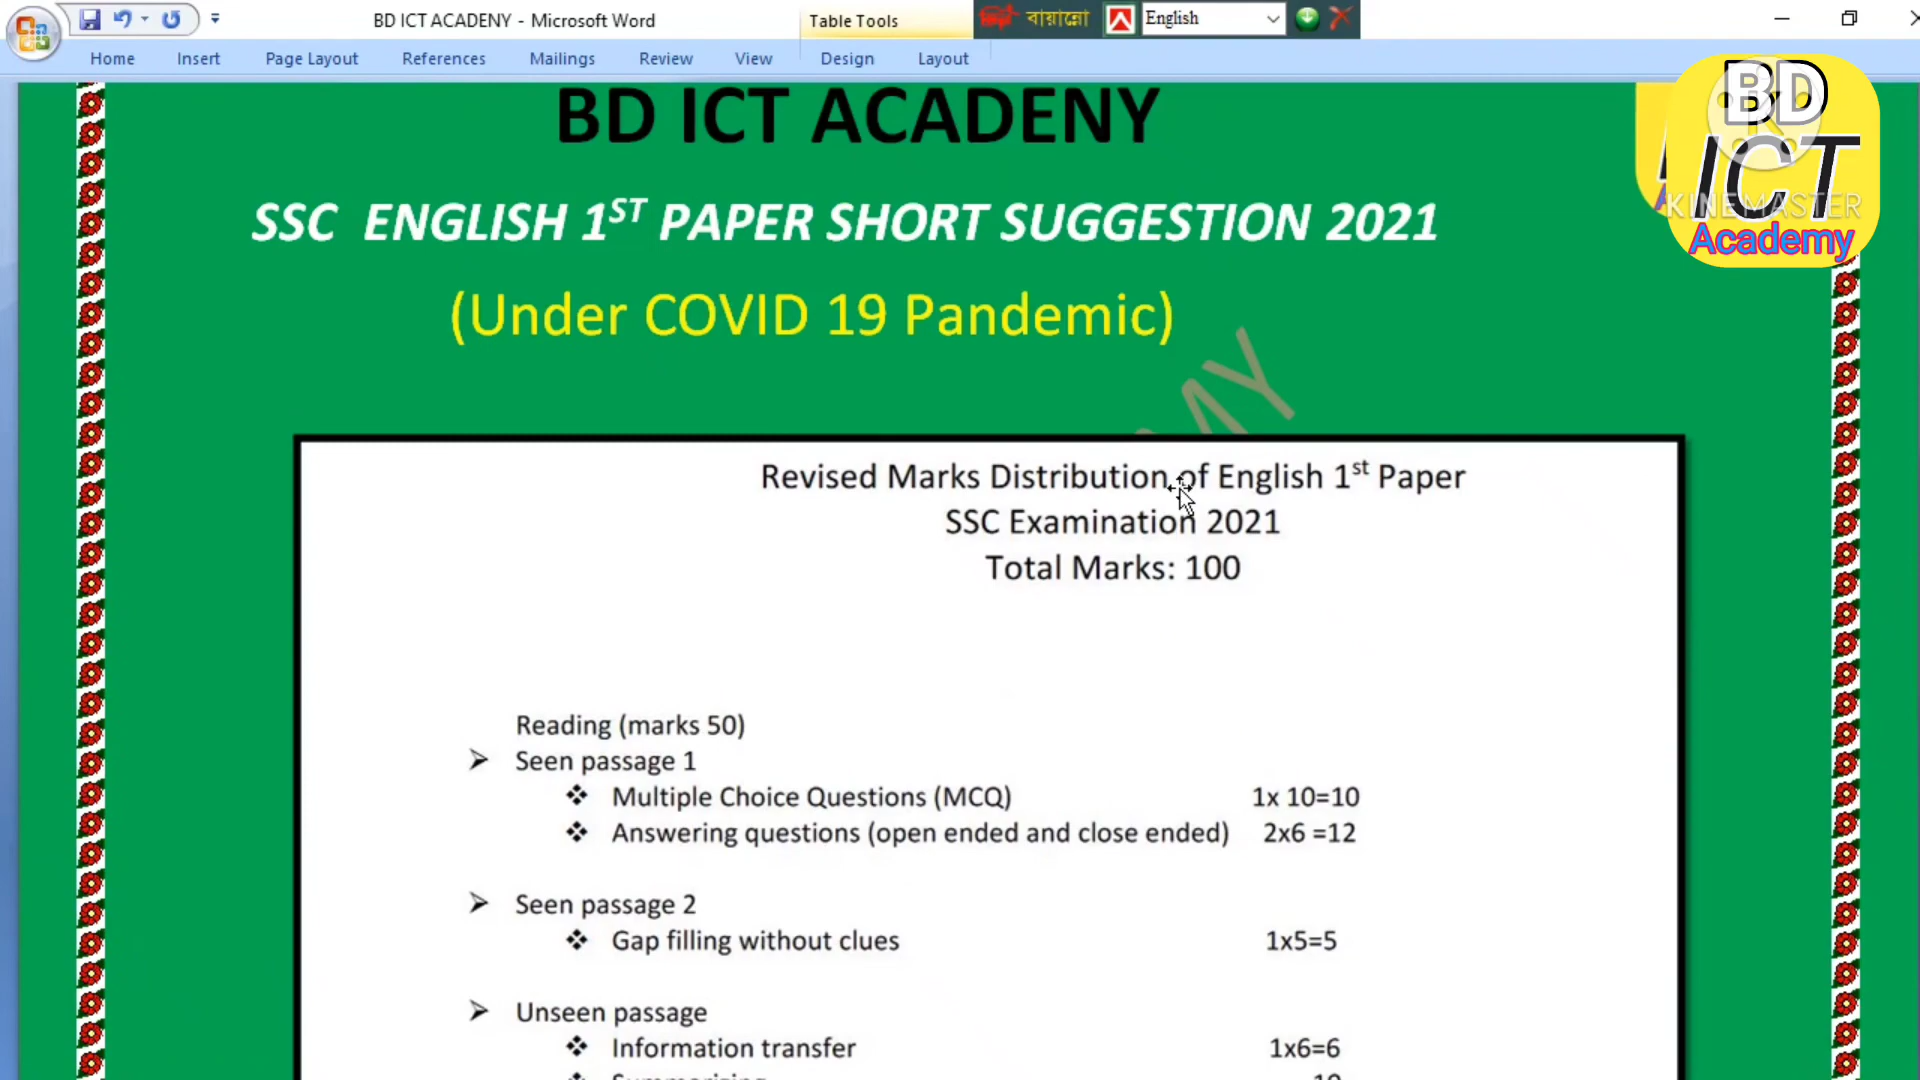 BD ICT ACADENY - Microsoft Word
Table Tools
বায়ান্নো
English
Home
Insert
Page Layout
References
Mailings
Review
View
Design
Layout
BD ICT ACADENY
BD
ICT
KINEMASTER
Academy
SSC ENGLISH 1ST PAPER SHORT SUGGESTION 2021
(Under COVID 19 Pandemic)
MY
Revised Marks Distribution of English 1st Paper
SSC Examination 2021
Total Marks: 100
Reading (marks 50)
➢ Seen passage 1
❖ Multiple Choice Questions (MCQ) 1x 10=10
❖ Answering questions (open ended and close ended) 2x6 =12
➢ Seen passage 2
❖ Gap filling without clues 1x5=5
➢ Unseen passage
❖ Information transfer 1x6=6
❖ Summarizing 10